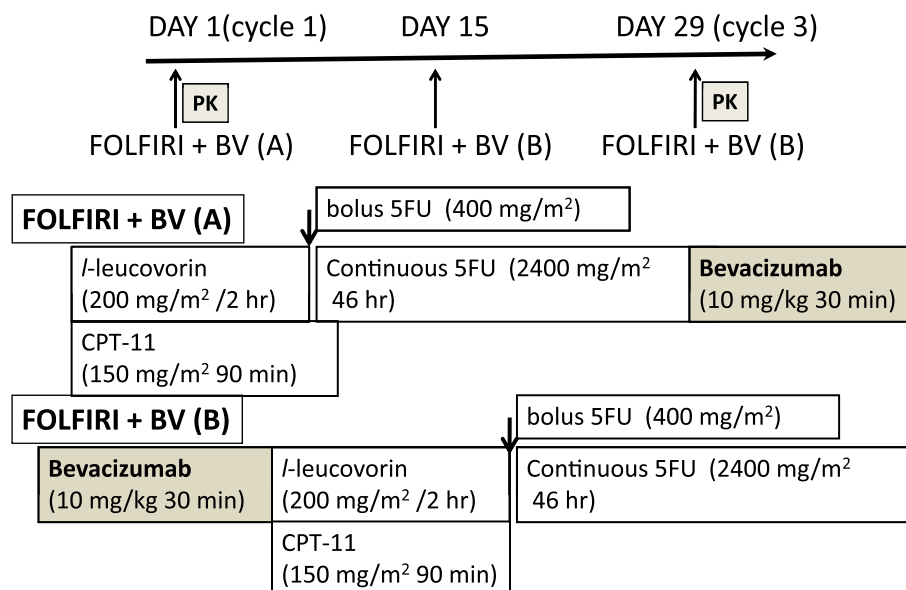 DAY 1(cycle 1) DAY 15 DAY 29 (cycle 3)
PK PK
FOLFIRI + BV (A) FOLFIRI + BV (B) FOLFIRI + BV (B)
FOLFIRI + BV (A)
bolus 5FU (400 mg/m²)
l-leucovorin
(200 mg/m² /2 hr)
Continuous 5FU (2400 mg/m²
46 hr)
Bevacizumab
(10 mg/kg 30 min)
CPT-11
(150 mg/m² 90 min)
FOLFIRI + BV (B)
bolus 5FU (400 mg/m²)
Bevacizumab
(10 mg/kg 30 min)
l-leucovorin
(200 mg/m² /2 hr)
Continuous 5FU (2400 mg/m²
46 hr)
CPT-11
(150 mg/m² 90 min)